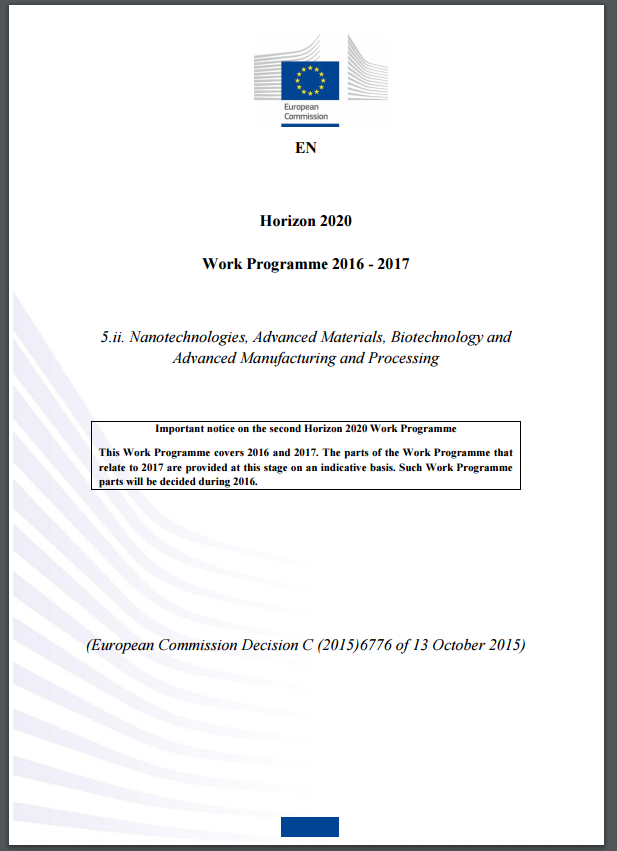 European
Commission
EN
Horizon 2020
Work Programme 2016 - 2017
5.ii. Nanotechnologies, Advanced Materials, Biotechnology and
Advanced Manufacturing and Processing
Important notice on the second Horizon 2020 Work Programme
This Work Programme covers 2016 and 2017. The parts of the Work Programme that
relate to 2017 are provided at this stage on an indicative basis. Such Work Programme
parts will be decided during 2016.
(European Commission Decision C (2015)6776 of 13 October 2015)